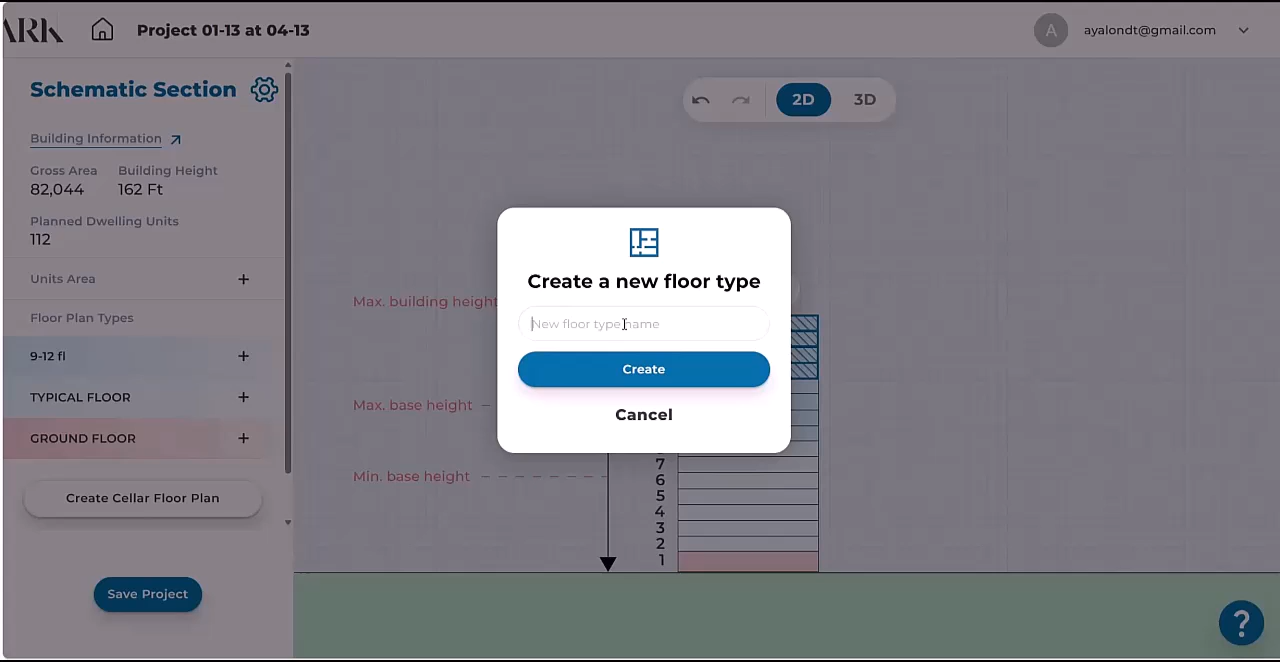 ARK
Project 01-13 at 04-13
A
ayalondt@gmail.com
Schematic Section
2D
3D
Building Information
Gross Area
Building Height
82,044
162 Ft
Planned Dwelling Units
112
Units Area
+
Floor Plan Types
9-12 fl
+
TYPICAL FLOOR
+
GROUND FLOOR
+
Create Cellar Floor Plan
Save Project
Max. building height
Max. base height
Min. base height
Create a new floor type
New floor type name
Create
Cancel
7
6
5
4
3
2
1
?